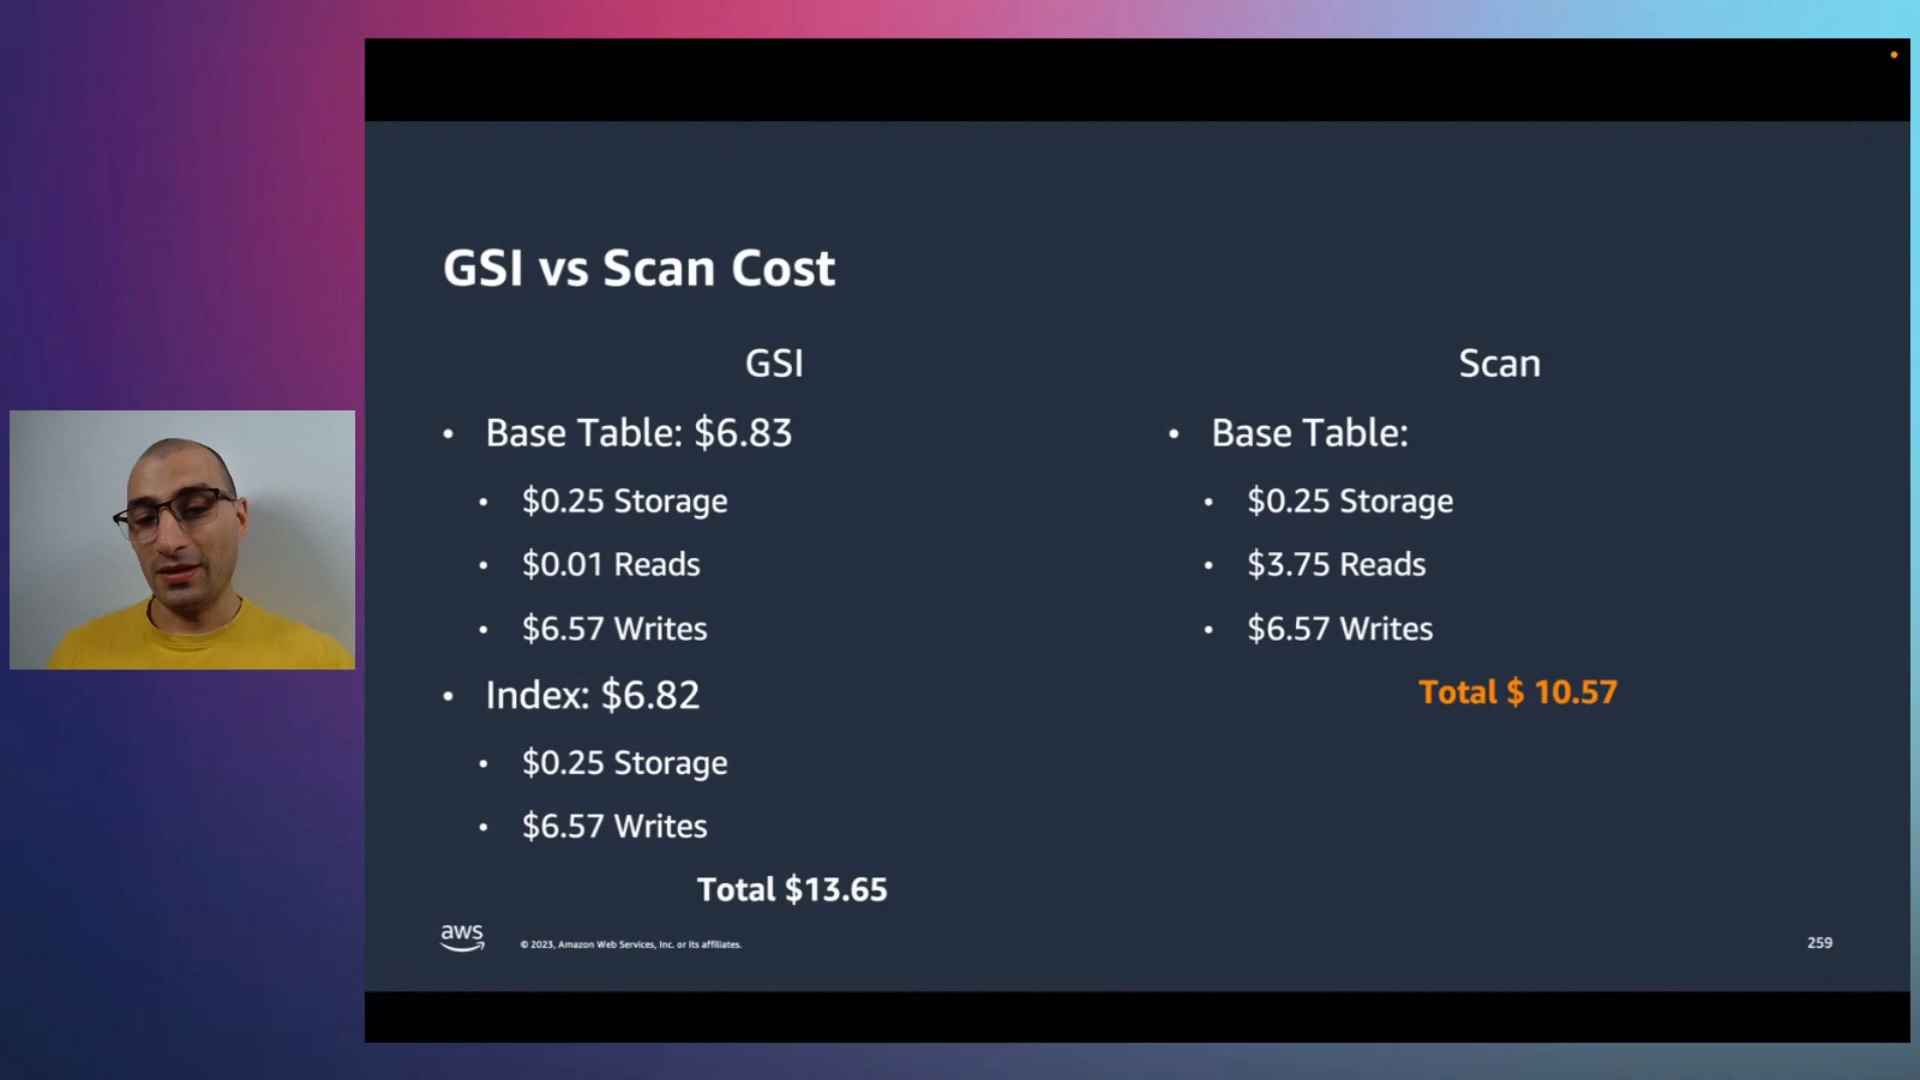 GSI vs Scan Cost
GSI
• Base Table: $6.83
• $0.25 Storage
• $0.01 Reads
• $6.57 Writes
• Index: $6.82
• $0.25 Storage
• $6.57 Writes
Total $13.65
Scan
• Base Table:
• $0.25 Storage
• $3.75 Reads
• $6.57 Writes
Total $ 10.57
aws
© 2023, Amazon Web Services, Inc. or its affiliates.
259